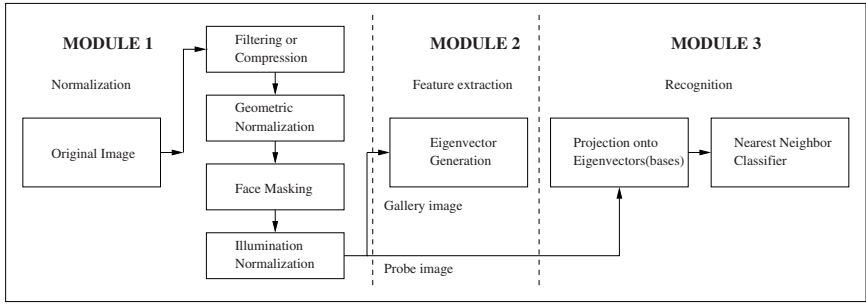 MODULE 1
Normalization
Original Image
Filtering or
Compression
Geometric
Normalization
Face Masking
Illumination
Normalization
MODULE 2
Feature extraction
Eigenvector
Generation
Gallery image
Probe image
MODULE 3
Recognition
Projection onto
Eigenvectors(bases)
Nearest Neighbor
Classifier